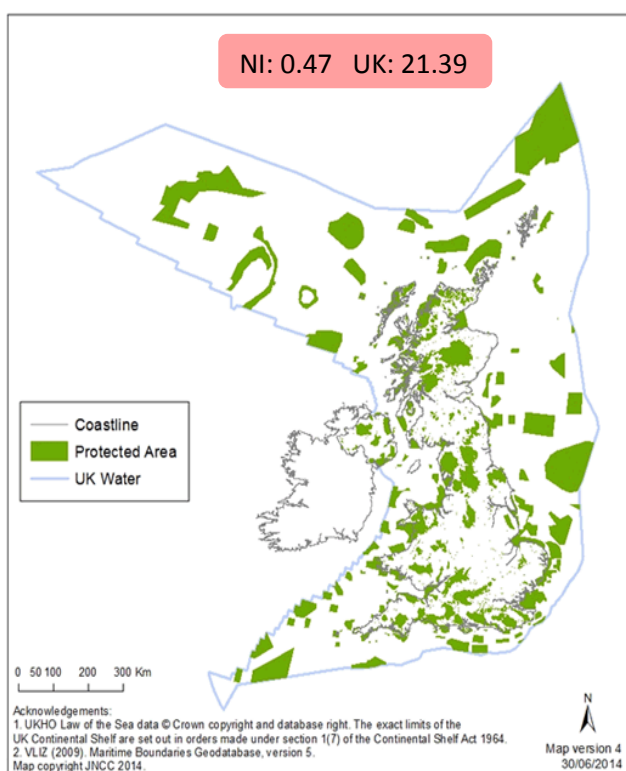 NI: 0.47 UK: 21.39
Coastline
Protected Area
UK Water
0 50 100 200 300 Km
Acknowledgements:
1. UKHO Law of the Sea data © Crown copyright and database right. The exact limits of the
UK Continental Shelf are set out in orders made under section 1(7) of the Continental Shelf Act 1964.
2. VLIZ (2009). Maritime Boundaries Geodatabase, version 5.
Map copyright JNCC 2014.
N
Map version 4
30/06/2014